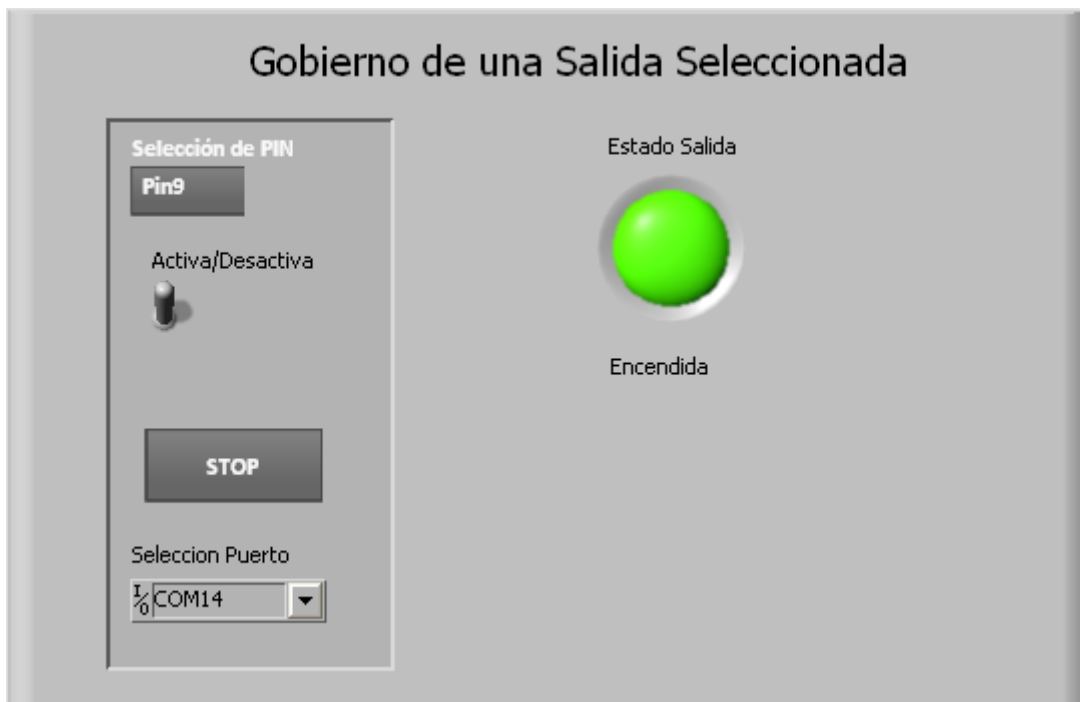 Gobierno de una Salida Seleccionada
Selección de PIN
Pin9
Activa/Desactiva
STOP
Seleccion Puerto
I/O COM14
Estado Salida
Encendida